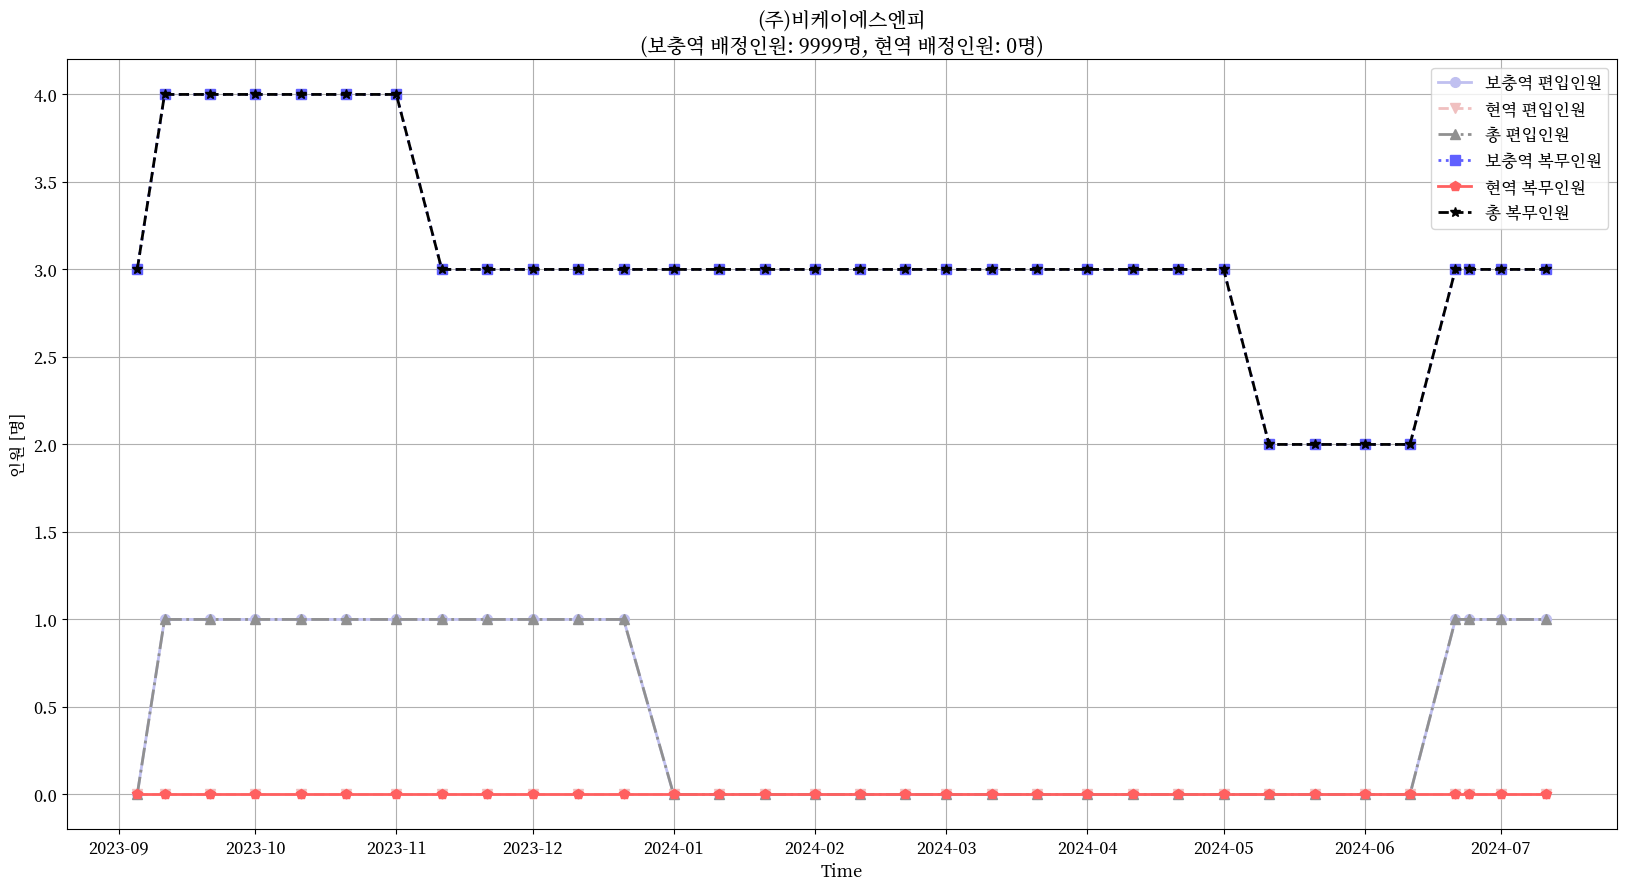 (주)비케이에스엔피
(보충역 배정인원: 9999명, 현역 배정인원: 0명)
보충역 편입인원
현역 편입인원
총 편입인원
보충역 복무인원
현역 복무인원
총 복무인원
4.0
3.5
3.0
2.5
2.0
1.5
1.0
0.5
0.0
인원 [명]
2023-09 2023-10 2023-11 2023-12 2024-01 2024-02 2024-03 2024-04 2024-05 2024-06 2024-07
Time